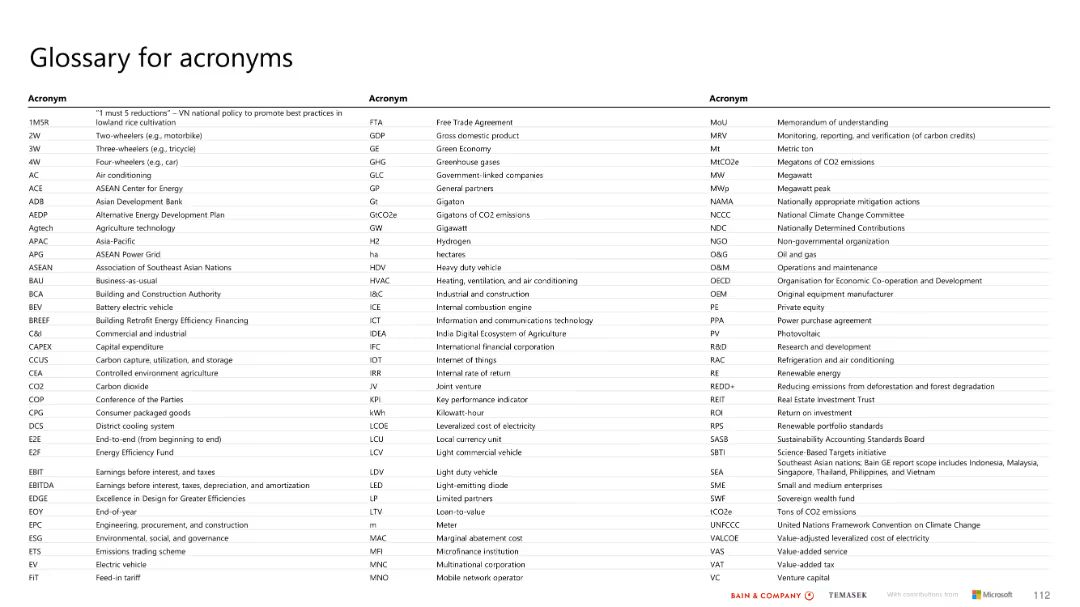 Glossary for acronyms
Acronym
"1 must 5 reductions" – VN national policy to promote best practices in
1M5R lowland rice cultivation
2W Two-wheelers (e.g., motorbike)
3W Three-wheelers (e.g., tricycle)
4W Four-wheelers (e.g., car)
AC Air conditioning
ACE ASEAN Center for Energy
ADB Asian Development Bank
AEDP Alternative Energy Development Plan
Agtech Agriculture technology
APAC Asia-Pacific
APG ASEAN Power Grid
ASEAN Association of Southeast Asian Nations
BAU Business-as-usual
BCA Building and Construction Authority
BEV Battery electric vehicle
BREEF Building Retrofit Energy Efficiency Financing
C&I Commercial and industrial
CAPEX Capital expenditure
CCUS Carbon capture, utilization, and storage
CEA Controlled environment agriculture
CO2 Carbon dioxide
COP Conference of the Parties
CPG Consumer packaged goods
DCS District cooling system
E2E End-to-end (from beginning to end)
E2F Energy Efficiency Fund
EBIT Earnings before interest, and taxes
EBITDA Earnings before interest, taxes, depreciation, and amortization
EDGE Excellence in Design for Greater Efficiencies
EOY End-of-year
EPC Engineering, procurement, and construction
ESG Environmental, social, and governance
ETS Emissions trading scheme
EV Electric vehicle
FiT Feed-in tariff
Acronym
FTA Free Trade Agreement
GDP Gross domestic product
GE Green Economy
GHG Greenhouse gases
GLC Government-linked companies
GP General partners
Gt Gigaton
GtCO2e Gigatons of CO2 emissions
GW Gigawatt
H2 Hydrogen
ha hectares
HDV Heavy duty vehicle
HVAC Heating, ventilation, and air conditioning
I&C Industrial and construction
ICE Internal combustion engine
ICT Information and communications technology
IDEA India Digital Ecosystem of Agriculture
IFC International financial corporation
IOT Internet of things
IRR Internal rate of return
JV Joint venture
KPI Key performance indicator
kWh Kilowatt-hour
LCOE Leveralized cost of electricity
LCU Local currency unit
LCV Light commercial vehicle
LDV Light duty vehicle
LED Light-emitting diode
LP Limited partners
LTV Loan-to-value
m Meter
MAC Marginal abatement cost
MFI Microfinance institution
MNC Multinational corporation
MNO Mobile network operator
Acronym
MoU Memorandum of understanding
MRV Monitoring, reporting, and verification (of carbon credits)
Mt Metric ton
MtCO2e Megatons of CO2 emissions
MW Megawatt
MWp Megawatt peak
NAMA Nationally appropriate mitigation actions
NCCC National Climate Change Committee
NDC Nationally Determined Contributions
NGO Non-governmental organization
O&G Oil and gas
O&M Operations and maintenance
OECD Organisation for Economic Co-operation and Development
OEM Original equipment manufacturer
PE Private equity
PPA Power purchase agreement
PV Photovoltaic
R&D Research and development
RAC Refrigeration and air conditioning
RE Renewable energy
REDD+ Reducing emissions from deforestation and forest degradation
REIT Real Estate Investment Trust
ROI Return on investment
RPS Renewable portfolio standards
SASB Sustainability Accounting Standards Board
SBTi Science-Based Targets initiative
Southeast Asian nations; Bain GE report scope includes Indonesia, Malaysia,
SEA Singapore, Thailand, Philippines, and Vietnam
SME Small and medium enterprises
SWF Sovereign wealth fund
tCO2e Tons of CO2 emissions
UNFCCC United Nations Framework Convention on Climate Change
VALCOE Value-adjusted leveralized cost of electricity
VAS Value-added service
VAT Value-added tax
VC Venture capital
BAIN & COMPANY TEMASEK With contributions from Microsoft 112